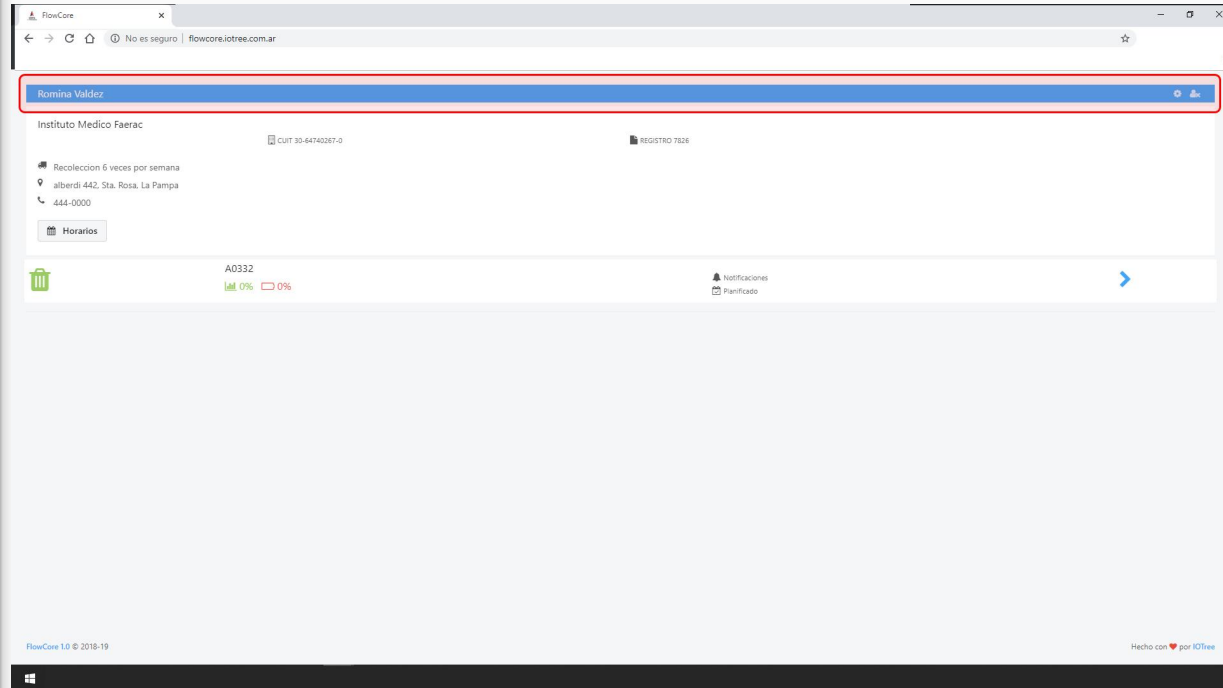 FlowCore
No es seguro | flowcore.iotree.com.ar
Romina Valdez
Instituto Medico Faerac
CUIT 30-64740267-0
REGISTRO 7826
Recoleccion 6 veces por semana
alberdi 442, Sta. Rosa, La Pampa
444-0000
Horarios
A0332
0% 0%
Notificaciones
Planificado
FlowCore 1.0 © 2018-19
Hecho con ❤ por IOTree